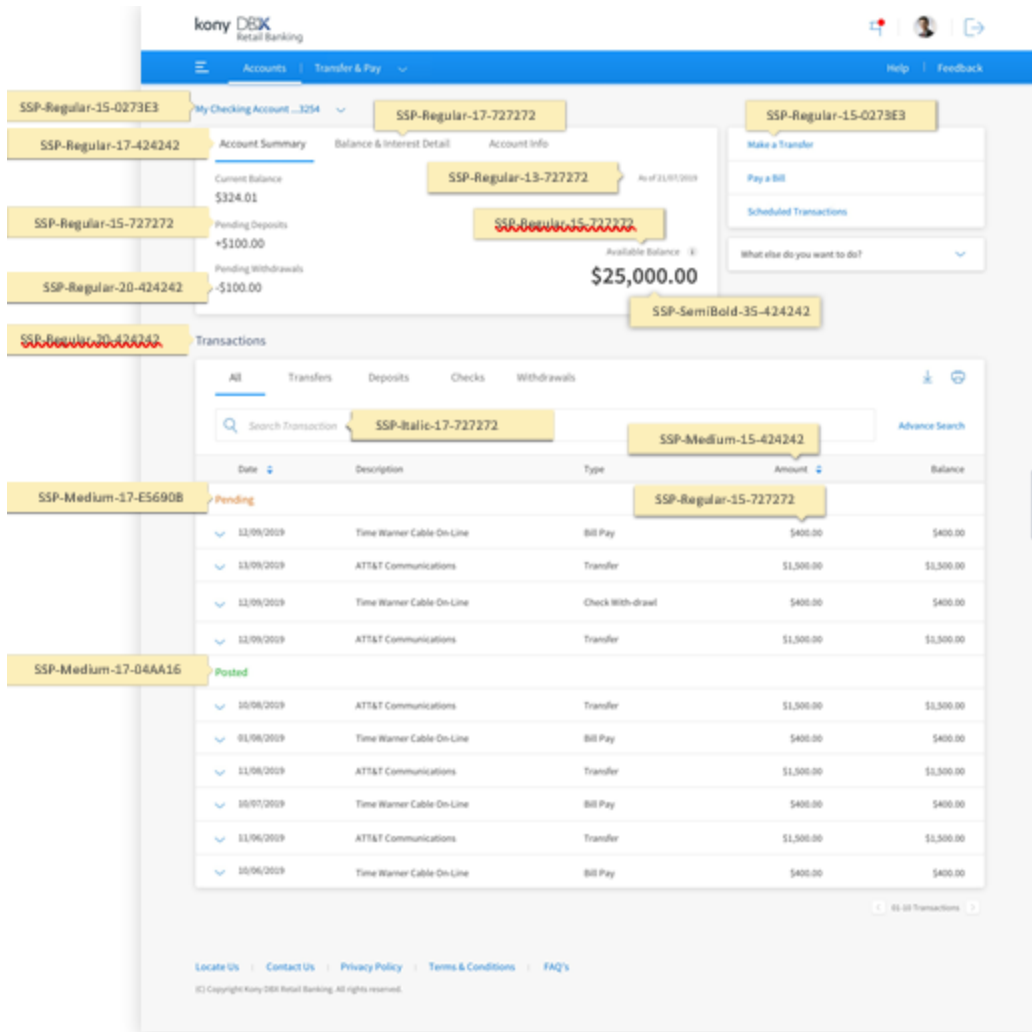 kony DBX
Retail Banking
Accounts | Transfer & Pay
Help | Feedback
SSP-Regular-15-0273E3
My Checking Account ...3254
SSP-Regular-17-727272
SSP-Regular-15-0273E3
SSP-Regular-17-424242
Account Summary
Balance & Interest Detail
Account Info
Make a Transfer
Current Balance
SSP-Regular-13-727272
As of 21/07/2019
Pay a Bill
$324.01
SSP-Regular-15-727272
Pending Deposits
SSP-Regular-15-727272
Scheduled Transactions
+$100.00
Available Balance i
What else do you want to do?
Pending Withdrawals
$25,000.00
SSP-Regular-20-424242
-$100.00
SSP-SemiBold-35-424242
SSP-Regular-20-424242
Transactions
All
Transfers
Deposits
Checks
Withdrawals
Search Transaction
SSP-Italic-17-727272
SSP-Medium-15-424242
Advance Search
Date
Description
Type
Amount
Balance
SSP-Medium-17-E5690B
Pending
SSP-Regular-15-727272
12/09/2019 Time Warner Cable On-Line Bill Pay $400.00 $400.00
13/09/2019 ATT&T Communications Transfer $1,500.00 $1,500.00
12/09/2019 Time Warner Cable On-Line Check With-drawl $400.00 $400.00
12/09/2019 ATT&T Communications Transfer $1,500.00 $1,500.00
SSP-Medium-17-04AA16
Posted
10/08/2019 ATT&T Communications Transfer $1,500.00 $1,500.00
01/08/2019 Time Warner Cable On-Line Bill Pay $400.00 $400.00
11/08/2019 ATT&T Communications Transfer $1,500.00 $1,500.00
10/07/2019 Time Warner Cable On-Line Bill Pay $400.00 $400.00
11/06/2019 ATT&T Communications Transfer $1,500.00 $1,500.00
10/06/2019 Time Warner Cable On-Line Bill Pay $400.00 $400.00
01-10 Transactions
Locate Us | Contact Us | Privacy Policy | Terms & Conditions | FAQ's
(C) Copyright Kony DBX Retail Banking. All rights reserved.